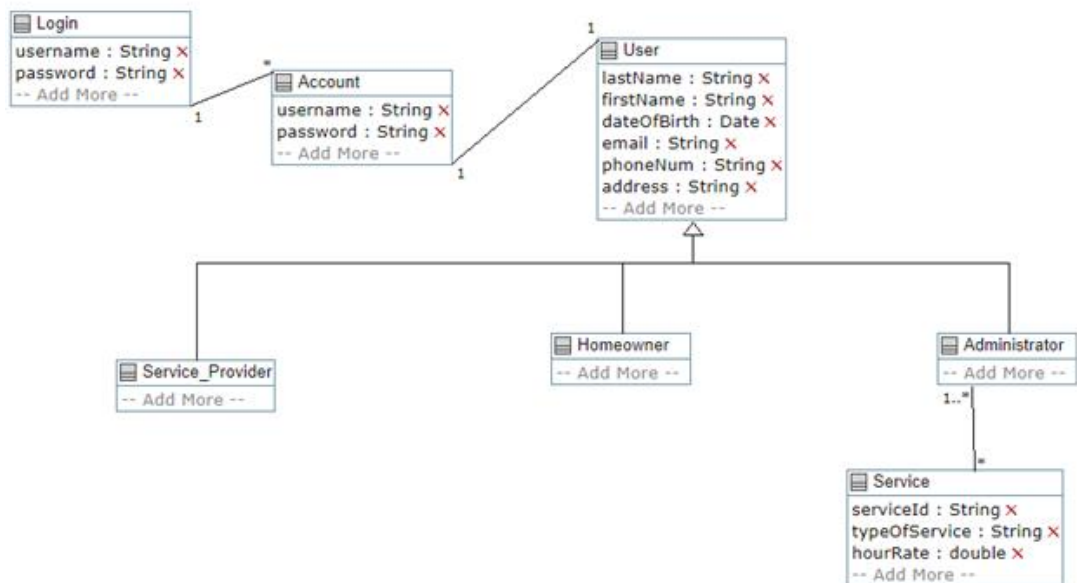 Login
username : String X
password : String X
-- Add More --
1
*
Account
username : String X
password : String X
-- Add More --
1
1
User
lastName : String X
firstName : String X
dateOfBirth : Date X
email : String X
phoneNum : String X
address : String X
-- Add More --
Service_Provider
-- Add More --
Homeowner
-- Add More --
Administrator
-- Add More --
1..*
*
Service
serviceId : String X
typeOfService : String X
hourRate : double X
-- Add More --